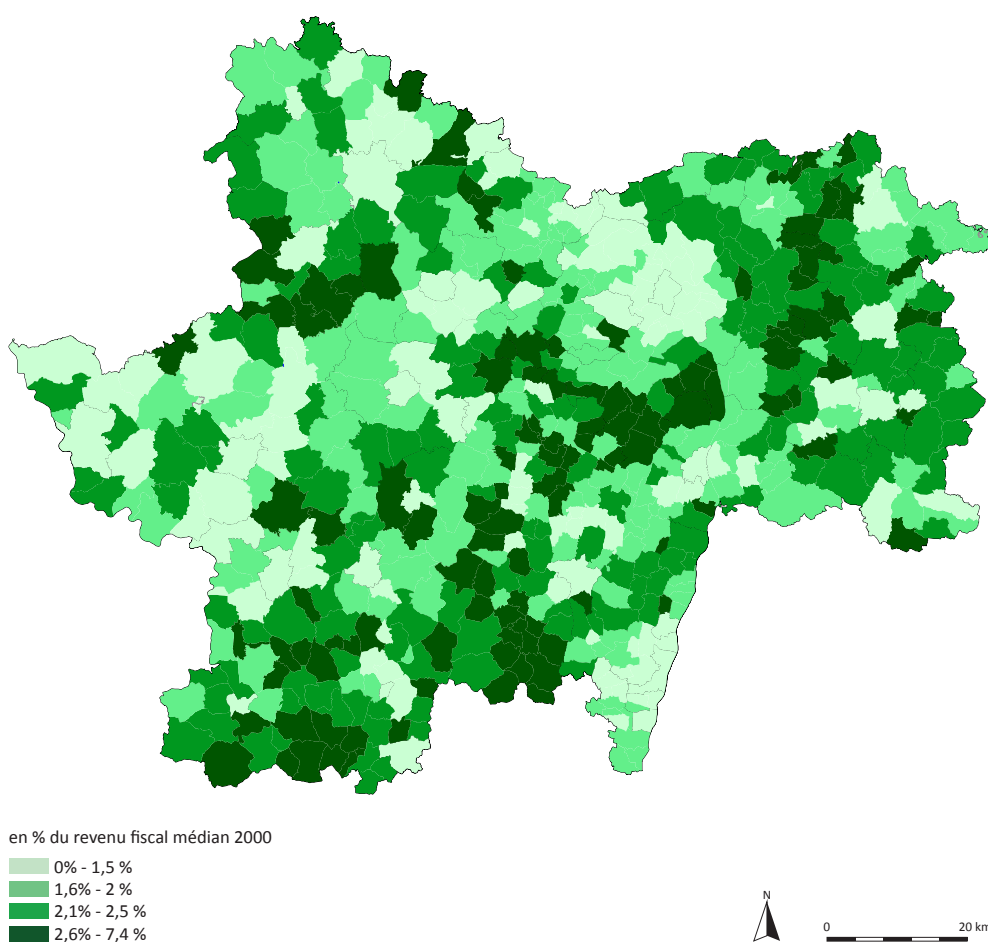 en % du revenu fiscal médian 2000
0% - 1,5 %
1,6% - 2 %
2,1% - 2,5 %
2,6% - 7,4 %
N
0 20 km